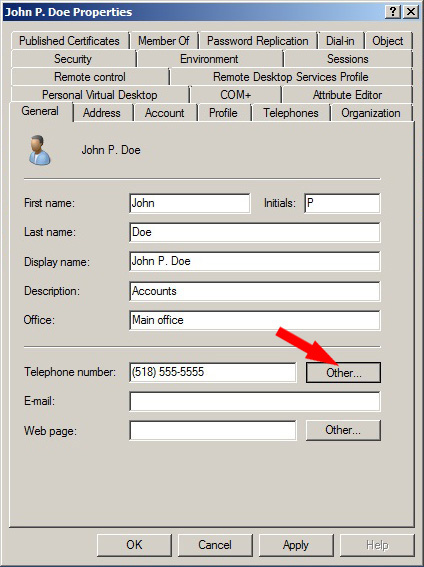 John P. Doe Properties ? X
Published Certificates Member Of Password Replication Dial-in Object
Security Environment Sessions
Remote control Remote Desktop Services Profile
Personal Virtual Desktop COM+ Attribute Editor
General Address Account Profile Telephones Organization
John P. Doe
First name: John Initials: P
Last name: Doe
Display name: John P. Doe
Description: Accounts
Office: Main office
Telephone number: (518) 555-5555 Other...
E-mail:
Web page: Other...
OK Cancel Apply Help